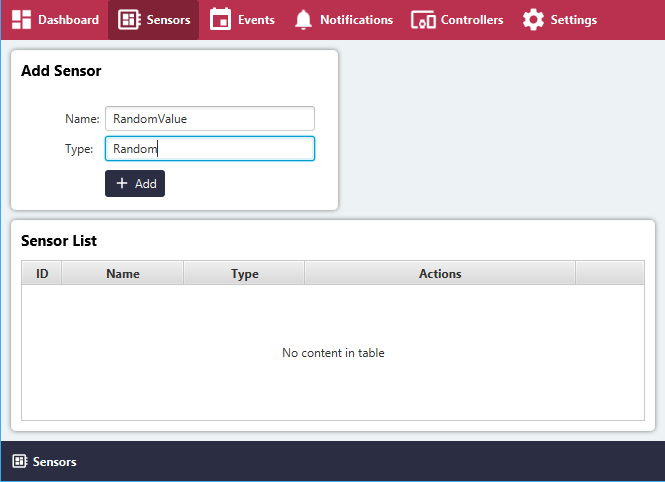 Dashboard Sensors Events Notifications Controllers Settings
Add Sensor
Name: RandomValue
Type: Random
+ Add
Sensor List
ID Name Type Actions
No content in table
Sensors